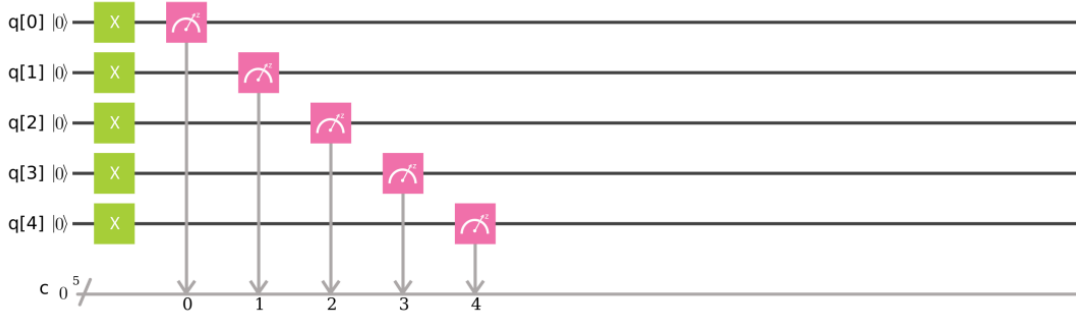 q[0] |0⟩ X z
q[1] |0⟩ X z
q[2] |0⟩ X z
q[3] |0⟩ X z
q[4] |0⟩ X z
c 0 5
0 1 2 3 4